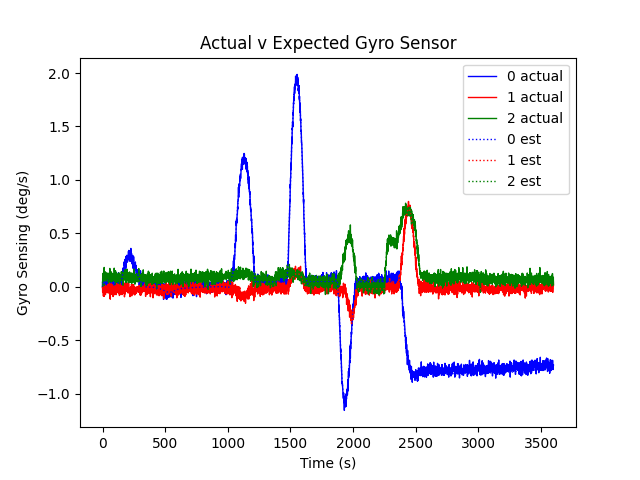 Actual v Expected Gyro Sensor
2.0
1.5
1.0
0.5
0.0
−0.5
−1.0
Gyro Sensing (deg/s)
0 actual
1 actual
2 actual
0 est
1 est
2 est
0 500 1000 1500 2000 2500 3000 3500
Time (s)